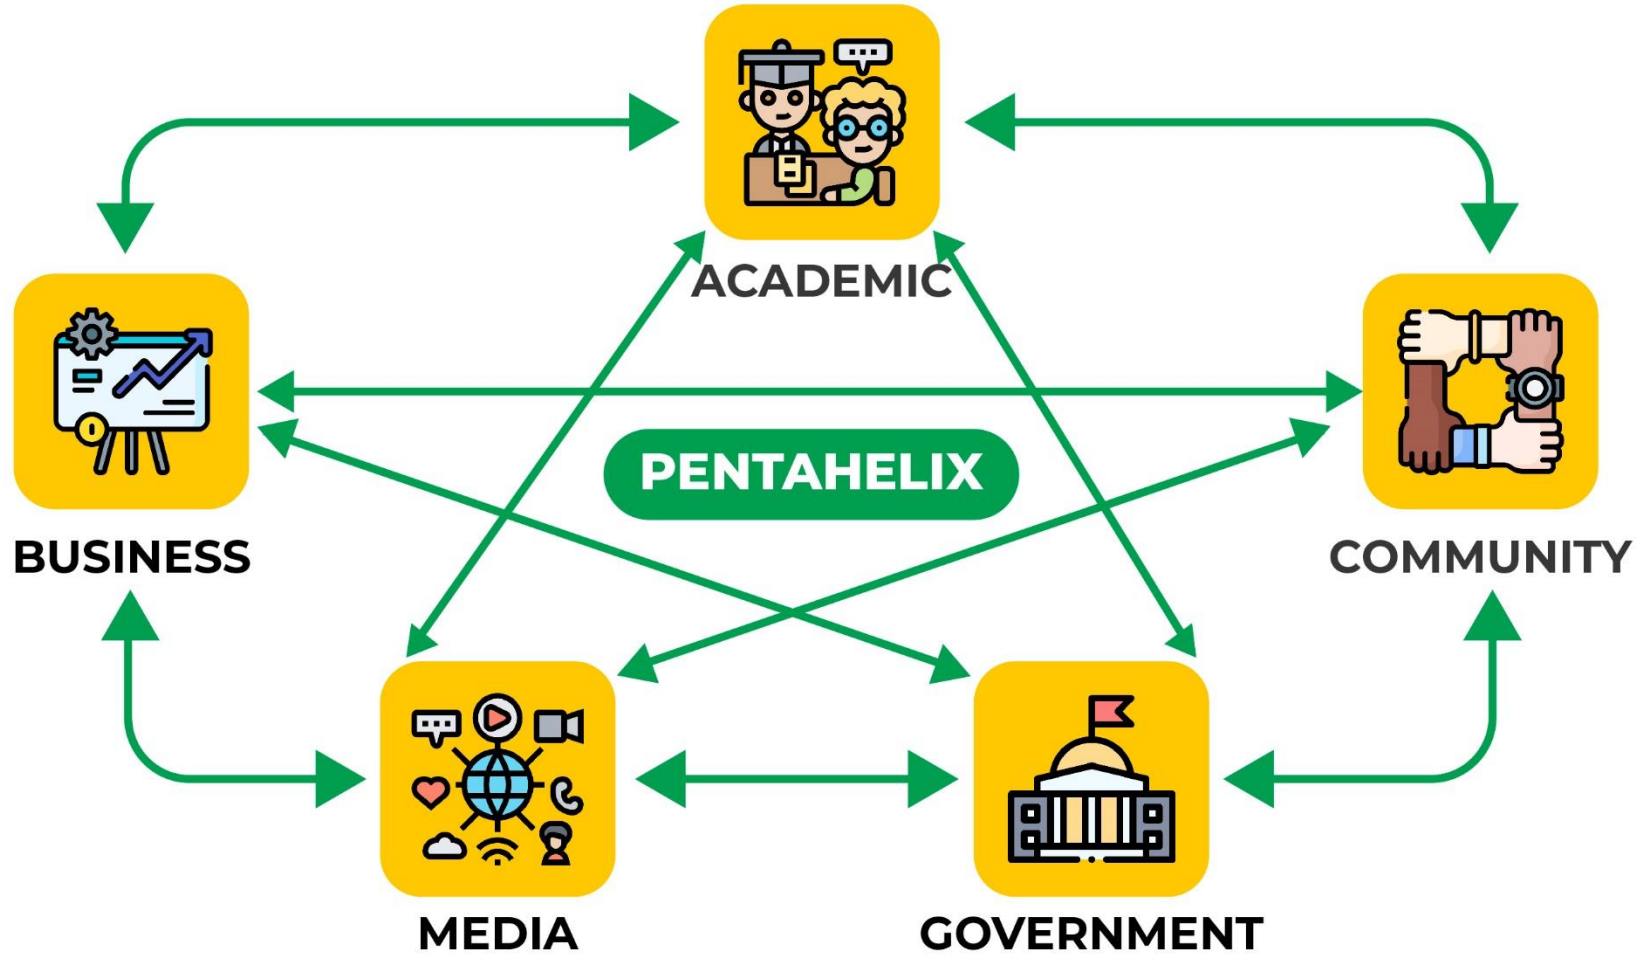 ACADEMIC
BUSINESS
PENTAHELIX
COMMUNITY
MEDIA
GOVERNMENT